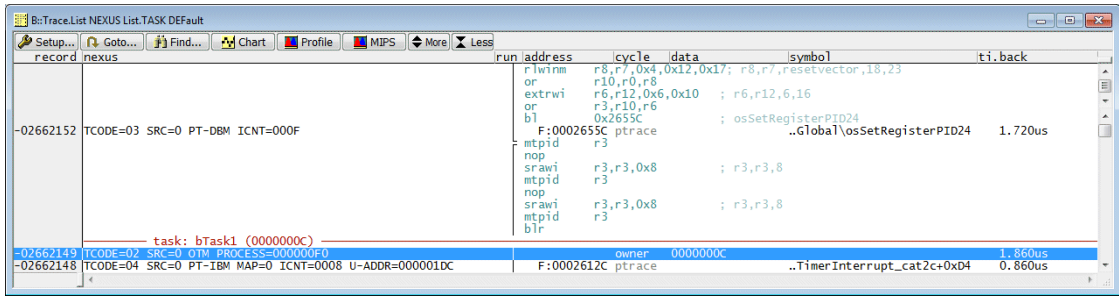 B::Trace.List NEXUS List.TASK DEFault
Setup... Goto... Find... Chart Profile MIPS More Less
record nexus run address cycle data symbol ti.back
rlwinm r8,r7,0x4,0x12,0x17; r8,r7,resetvector,18,23
or r10,r0,r8
extrwi r6,r12,0x6,0x10 ; r6,r12,6,16
or r3,r10,r6
bl 0x2655C ; osSetRegisterPID24
-02662152 TCODE=03 SRC=0 PT-DBM ICNT=000F F:0002655C ptrace ..Global\osSetRegisterPID24 1.720us
mtpid r3
nop
srawi r3,r3,0x8 ; r3,r3,8
mtpid r3
nop
srawi r3,r3,0x8 ; r3,r3,8
mtpid r3
blr
task: bTask1 (0000000C)
-02662149 TCODE=02 SRC=0 OTM PROCESS=000000F0 owner 0000000C 1.860us
-02662148 TCODE=04 SRC=0 PT-IBM MAP=0 ICNT=0008 U-ADDR=000001DC F:0002612C ptrace ..TimerInterrupt_cat2c+0xD4 0.860us